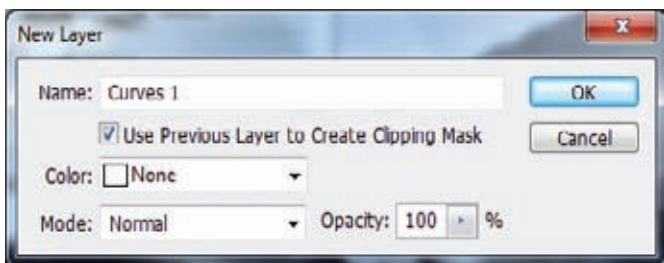 New Layer
Name: Curves 1
OK
Use Previous Layer to Create Clipping Mask
Cancel
Color: None
Mode: Normal
Opacity: 100 %